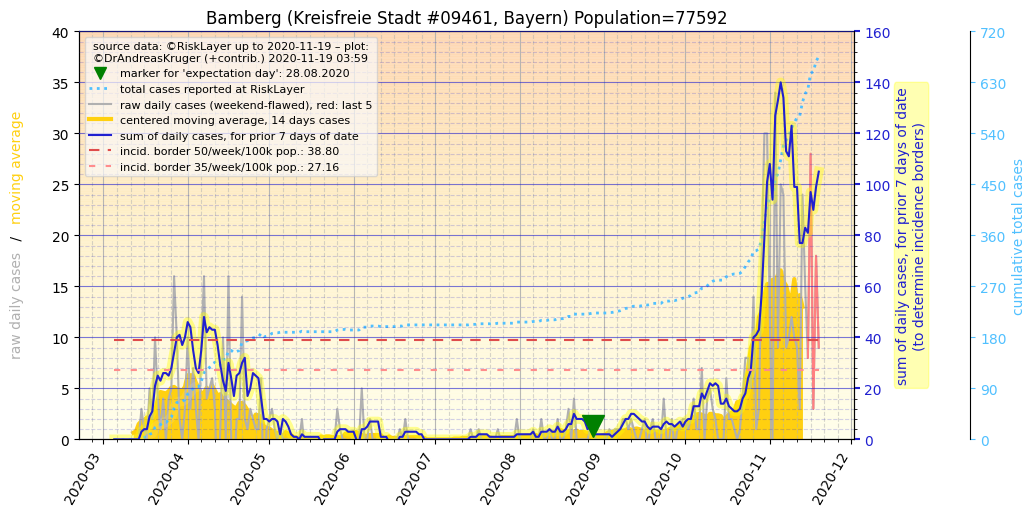 Bamberg (Kreisfreie Stadt #09461, Bayern) Population=77592
source data: ©RiskLayer up to 2020-11-19 – plot:
©DrAndreasKruger (+contrib.) 2020-11-19 03:59
marker for 'expectation day': 28.08.2020
total cases reported at RiskLayer
raw daily cases (weekend-flawed), red: last 5
centered moving average, 14 days cases
sum of daily cases, for prior 7 days of date
incid. border 50/week/100k pop.: 38.80
incid. border 35/week/100k pop.: 27.16
raw daily cases / moving average
40
35
30
25
20
15
10
5
0
2020-03
2020-04
2020-05
2020-06
2020-07
2020-08
2020-09
2020-10
2020-11
2020-12
160
140
120
100
80
60
40
20
0
sum of daily cases, for prior 7 days of date
(to determine incidence borders)
720
630
540
450
360
270
180
90
0
cumulative total cases